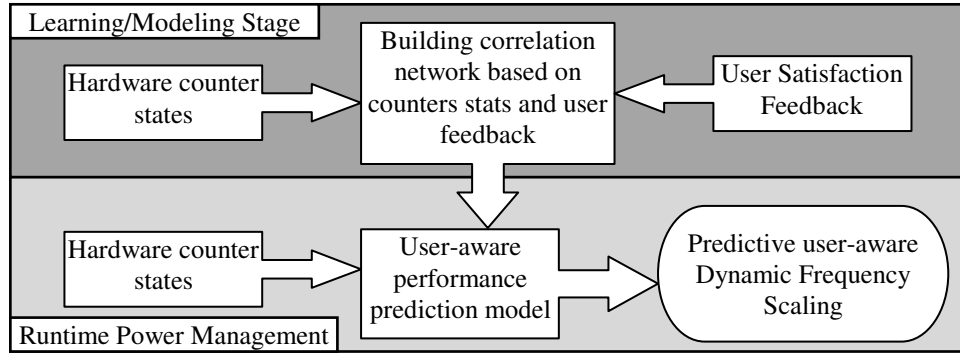 Learning/Modeling Stage
Hardware counter
states
Building correlation
network based on
counters stats and user
feedback
User Satisfaction
Feedback
Hardware counter
states
User-aware
performance
prediction model
Predictive user-aware
Dynamic Frequency
Scaling
Runtime Power Management